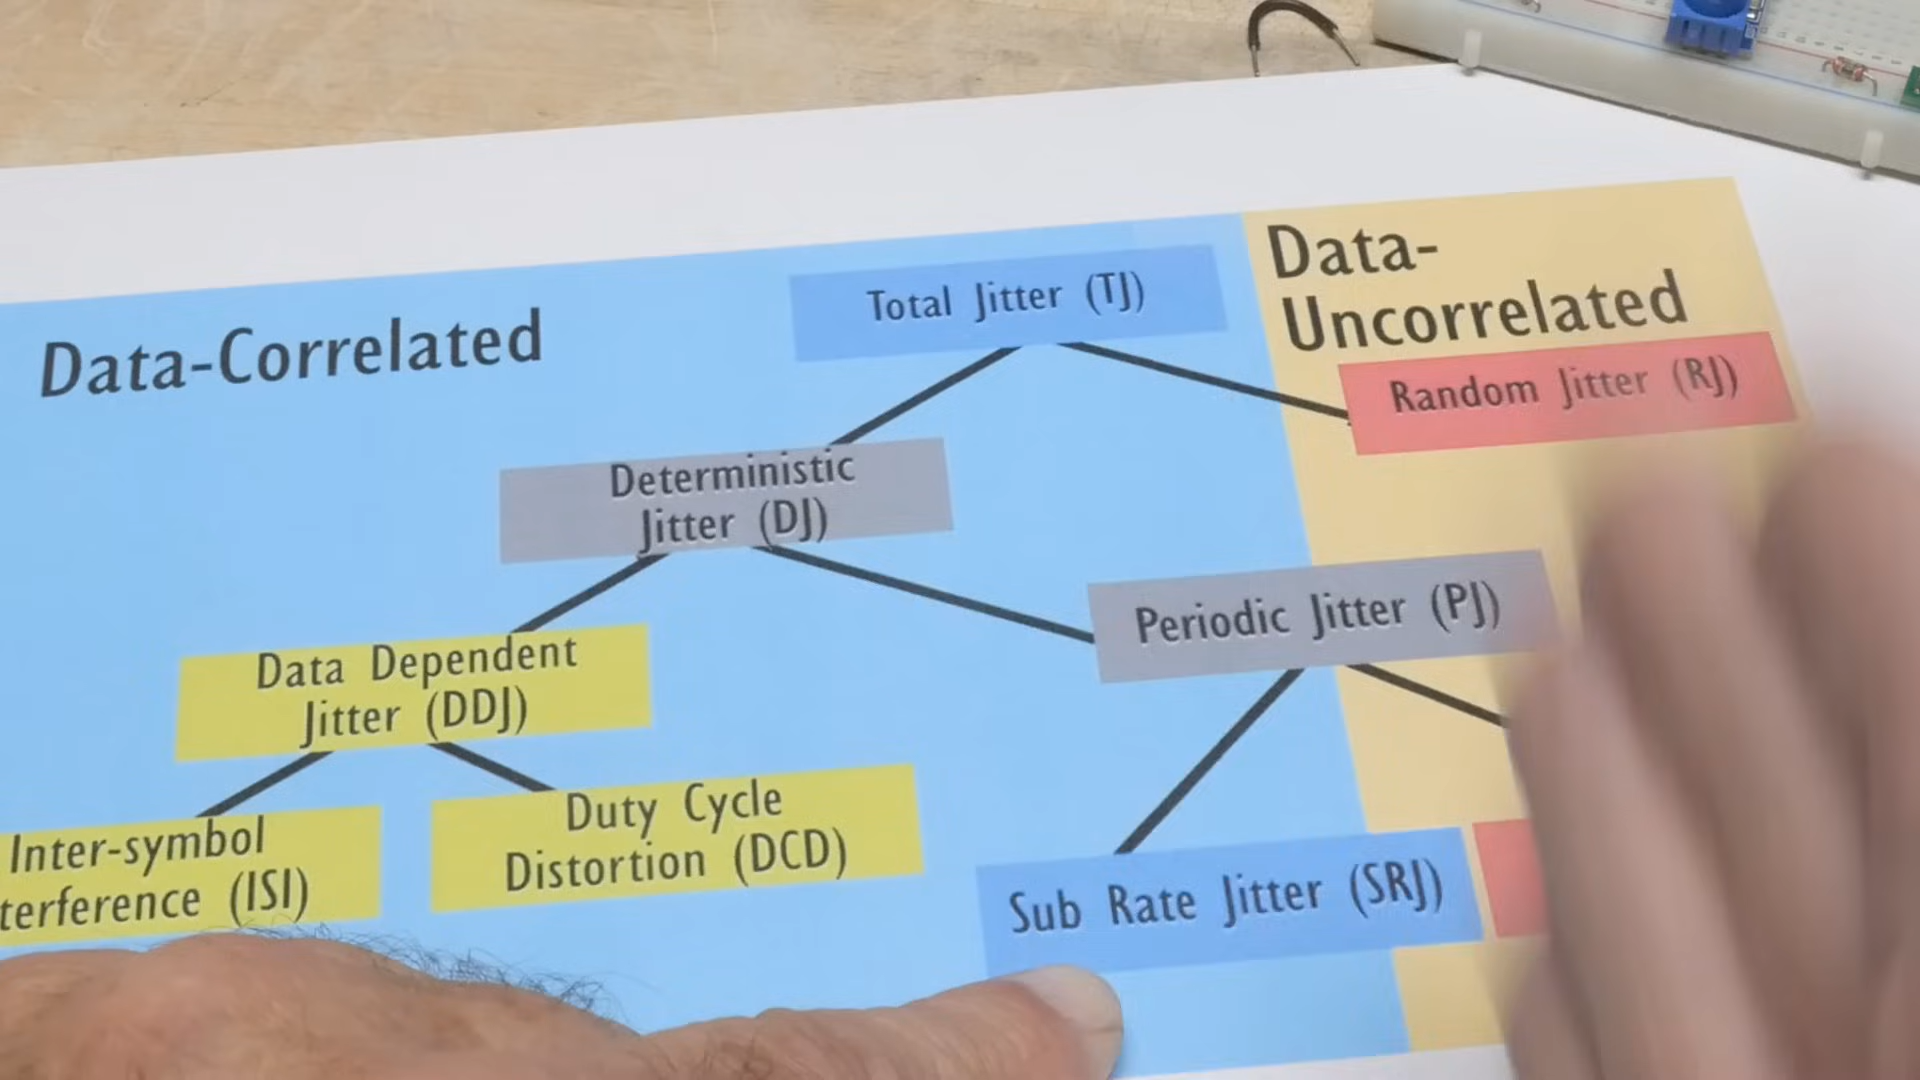 Data-Correlated
Total Jitter (TJ)
Data-
Uncorrelated
Random Jitter (RJ)
Deterministic
Jitter (DJ)
Periodic Jitter (PJ)
Data Dependent
Jitter (DDJ)
Inter-symbol
terference (ISI)
Duty Cycle
Distortion (DCD)
Sub Rate Jitter (SRJ)